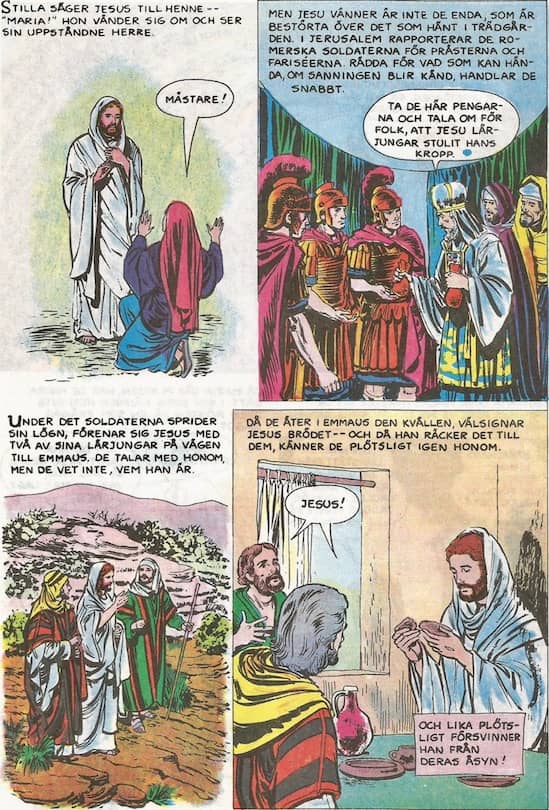 STILLA SÄGER JESUS TILL HENNE--
"MARIA!" HON VÄNDER SIG OM OCH SER
SIN UPPSTÅNDNE HERRE.
MÄSTARE!
MEN JESU VÄNNER ÄR INTE DE ENDA, SOM ÄR
BESTÖRTA ÖVER DET SOM HÄNT I TRÄDGÅR-
DEN. I JERUSALEM RAPPORTERAR DE RO-
MERSKA SOLDATERNA FÖR PRÄSTERNA OCH
FARISÉERNA. RÄDDA FÖR VAD SOM KAN HÄN-
DA, OM SANNINGEN BLIR KÄND, HANDLAR DE
SNABBT.
TA DE HÄR PENGAR-
NA OCH TALA OM FÖR
FOLK, ATT JESU LÄR-
JUNGAR STULIT HANS
KROPP.
UNDER DET SOLDATERNA SPRIDER
SIN LÖGN, FÖRENAR SIG JESUS MED
TVÅ AV SINA LÄRJUNGAR PÅ VÄGEN
TILL EMMAUS. DE TALAR MED HONOM,
MEN DE VET INTE, VEM HAN ÄR.
DÅ DE ÄTER I EMMAUS DEN KVÄLLEN, VÄLSIGNAR
JESUS BRÖDET-- OCH DÅ HAN RÄCKER DET TILL
DEM, KÄNNER DE PLÖTSLIGT IGEN HONOM.
JESUS!
OCH LIKA PLÖTS-
LIGT FÖRSVINNER
HAN FRÅN
DERAS ÅSYN!